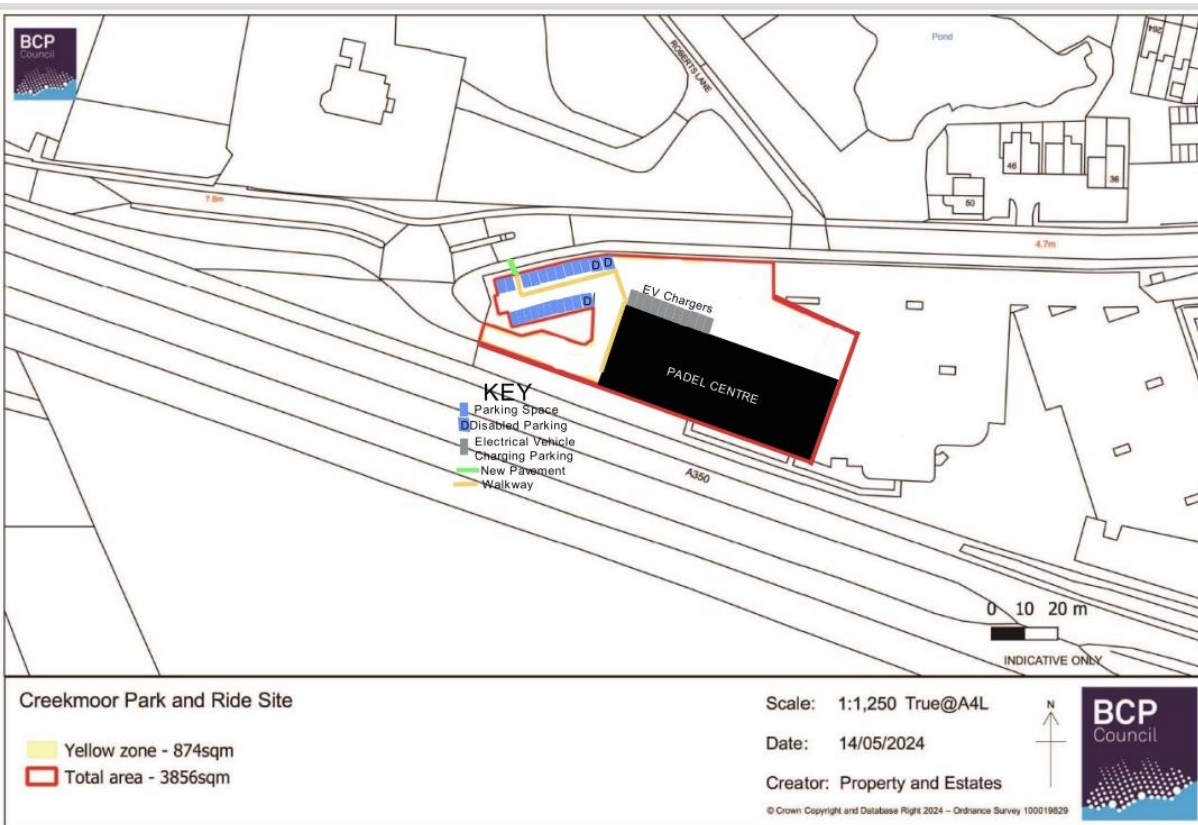 BCP
Council
ROBERTS LANE
Pond
264
46
36
50
7.8m
4.7m
D D
D
EV Chargers
PADEL CENTRE
KEY
Parking Space
DDisabled Parking
Electrical Vehicle
Charging Parking
New Pavement
Walkway
A350
0 10 20 m
INDICATIVE ONLY
Creekmoor Park and Ride Site
Yellow zone - 874sqm
Total area - 3856sqm
Scale: 1:1,250 True@A4L
Date: 14/05/2024
Creator: Property and Estates
© Crown Copyright and Database Right 2024 – Ordnance Survey 100019829
N
BCP
Council